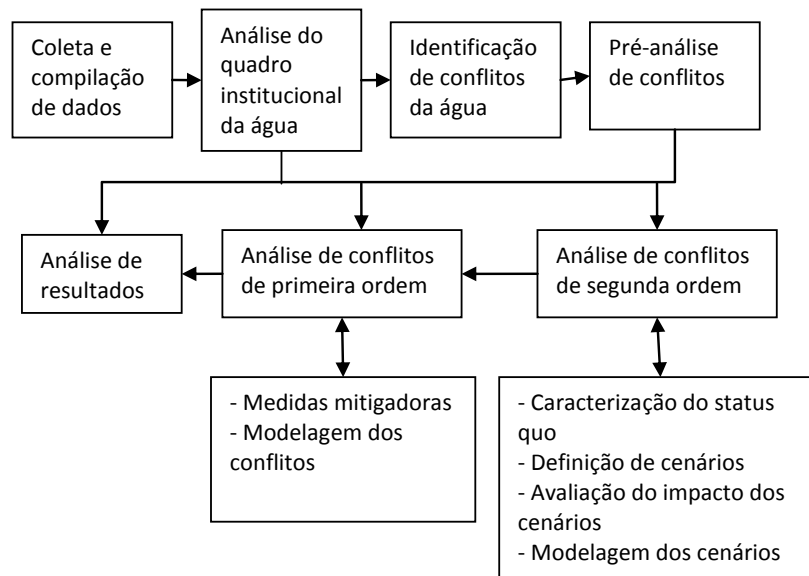 Coleta e
compilação
de dados
Análise do
quadro
institucional
da água
Identificação
de conflitos
da água
Pré-análise
de conflitos
Análise de
resultados
Análise de conflitos
de primeira ordem
Análise de conflitos
de segunda ordem
- Medidas mitigadoras
- Modelagem dos
conflitos
- Caracterização do status
quo
- Definição de cenários
- Avaliação do impacto dos
cenários
- Modelagem dos cenários